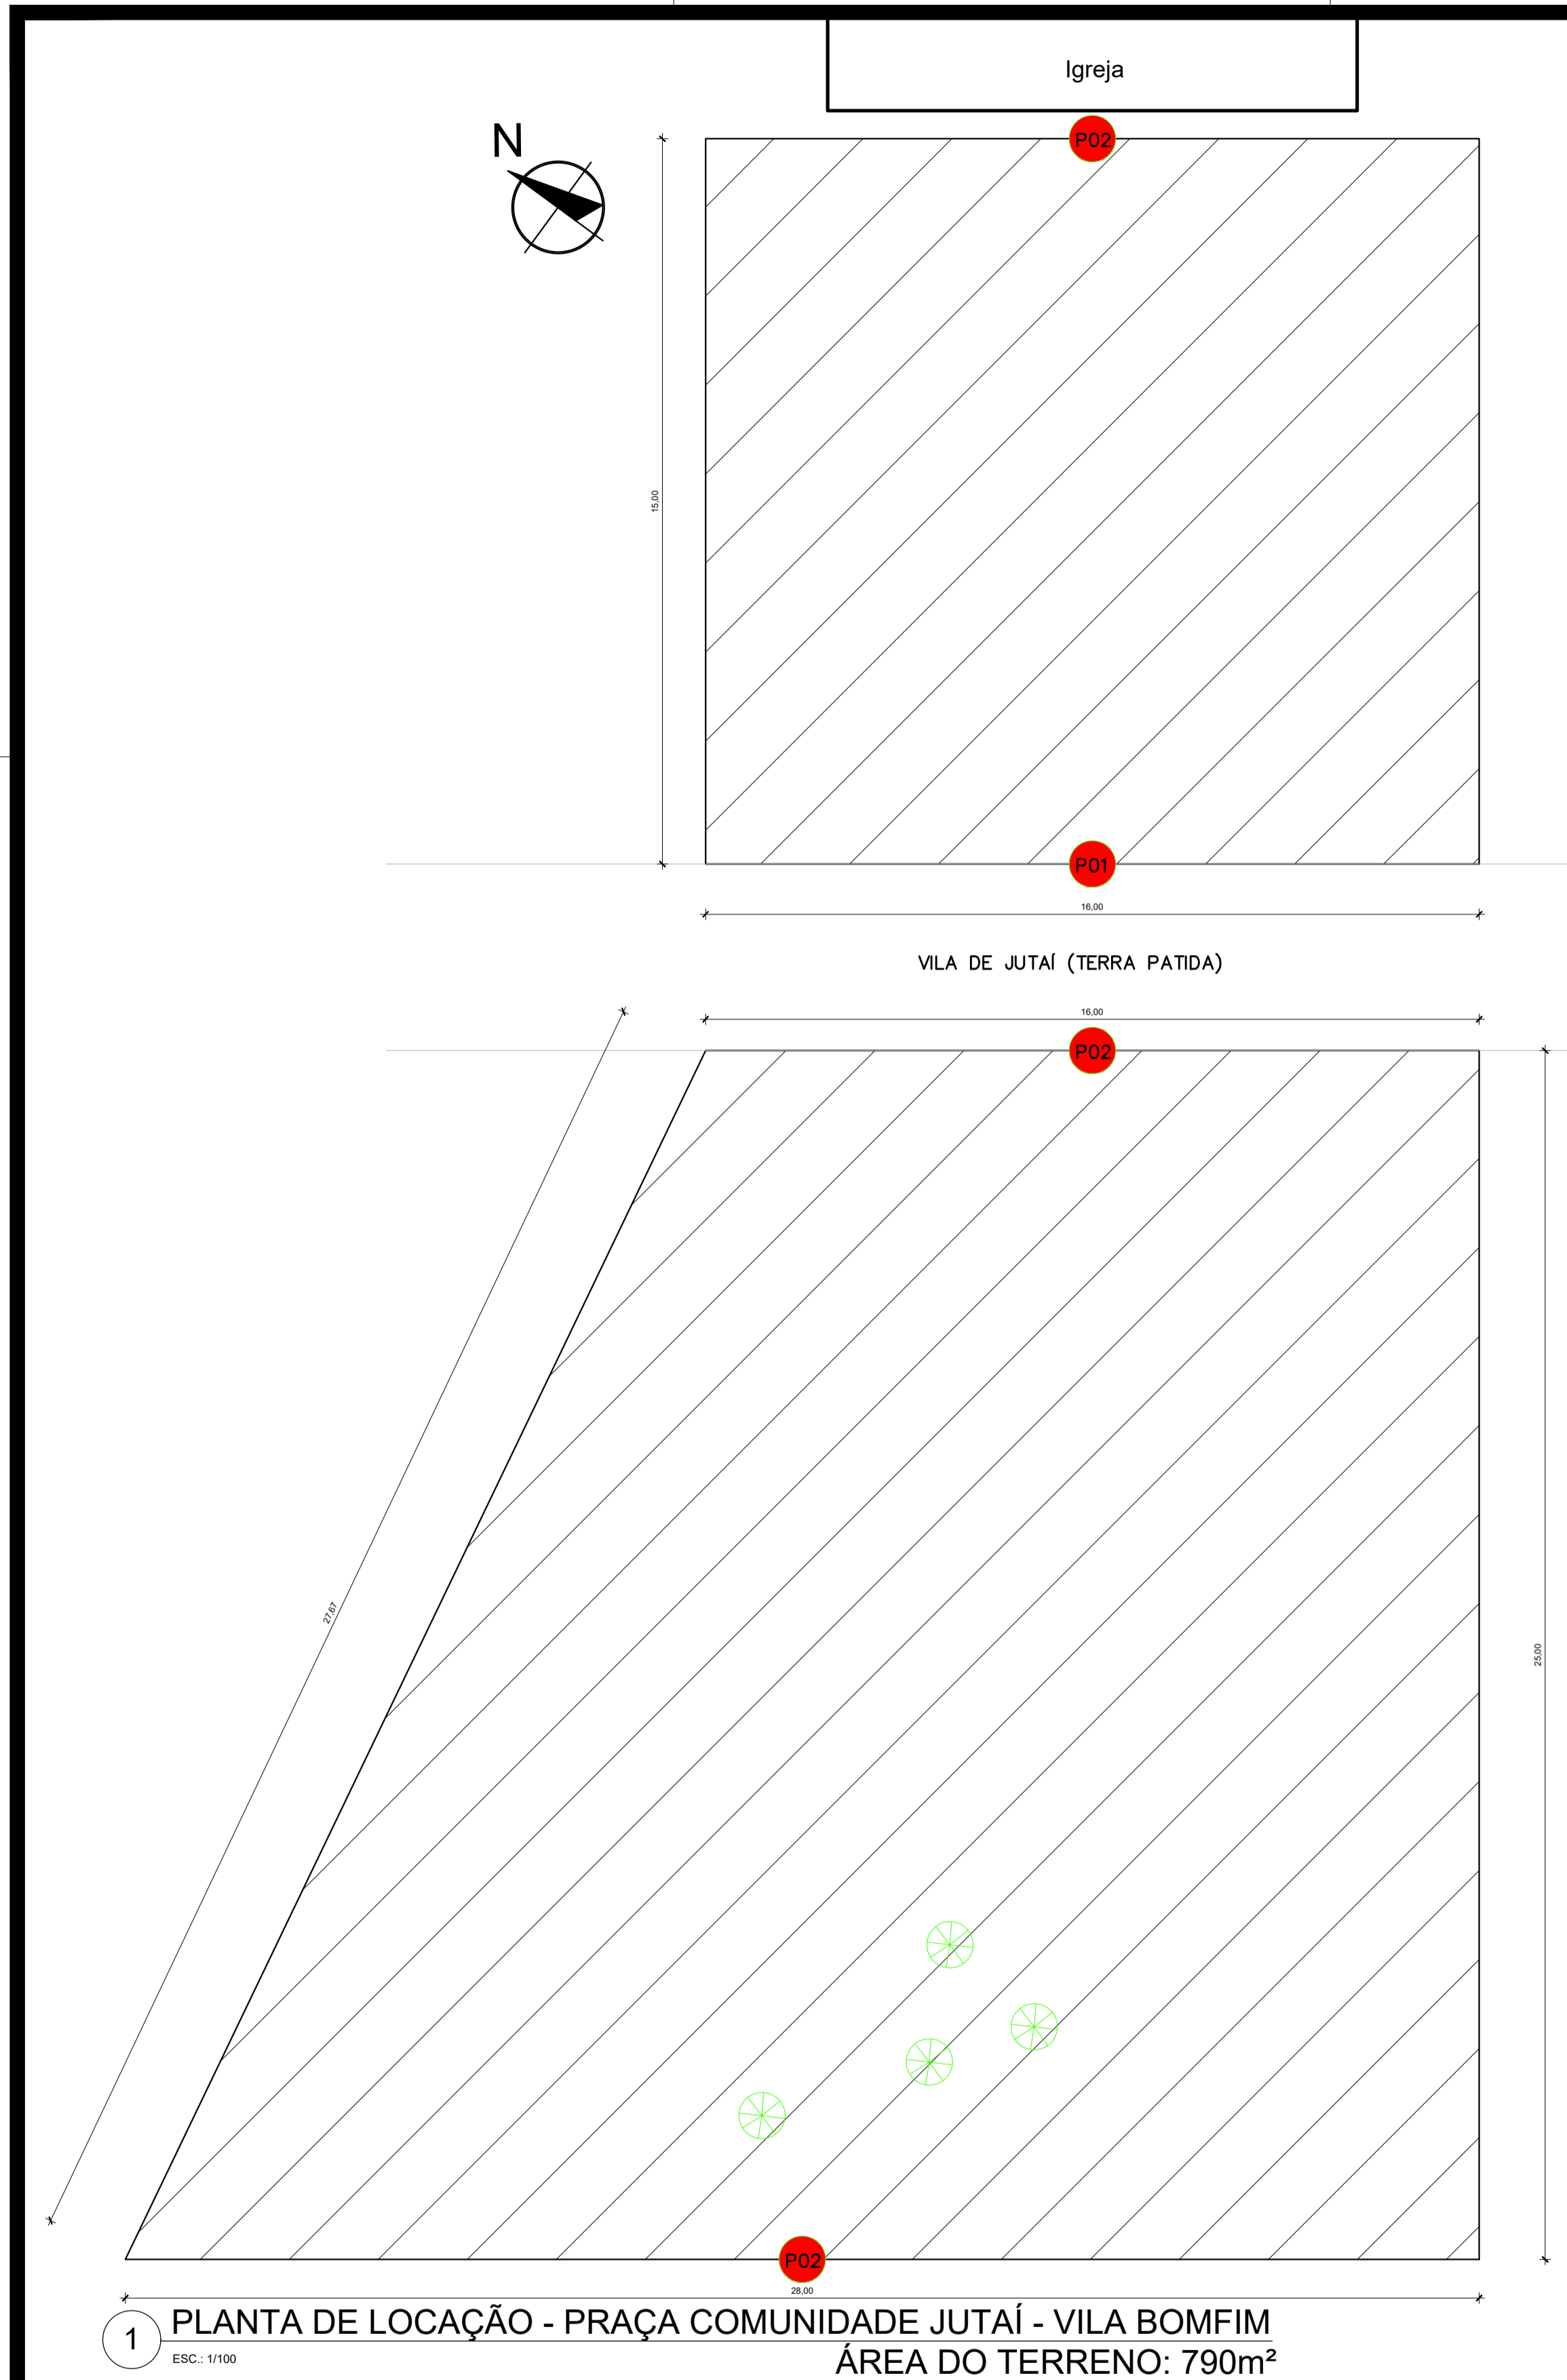 Igreja
P02
N
15,00
P01
16,00
VILA DE JUTAÍ (TERRA PATIDA)
16,00
P02
27,67
25,00
P02
28,00
1
PLANTA DE LOCAÇÃO - PRAÇA COMUNIDADE JUTAÍ - VILA BOMFIM
ESC.: 1/100
ÁREA DO TERRENO: 790m²